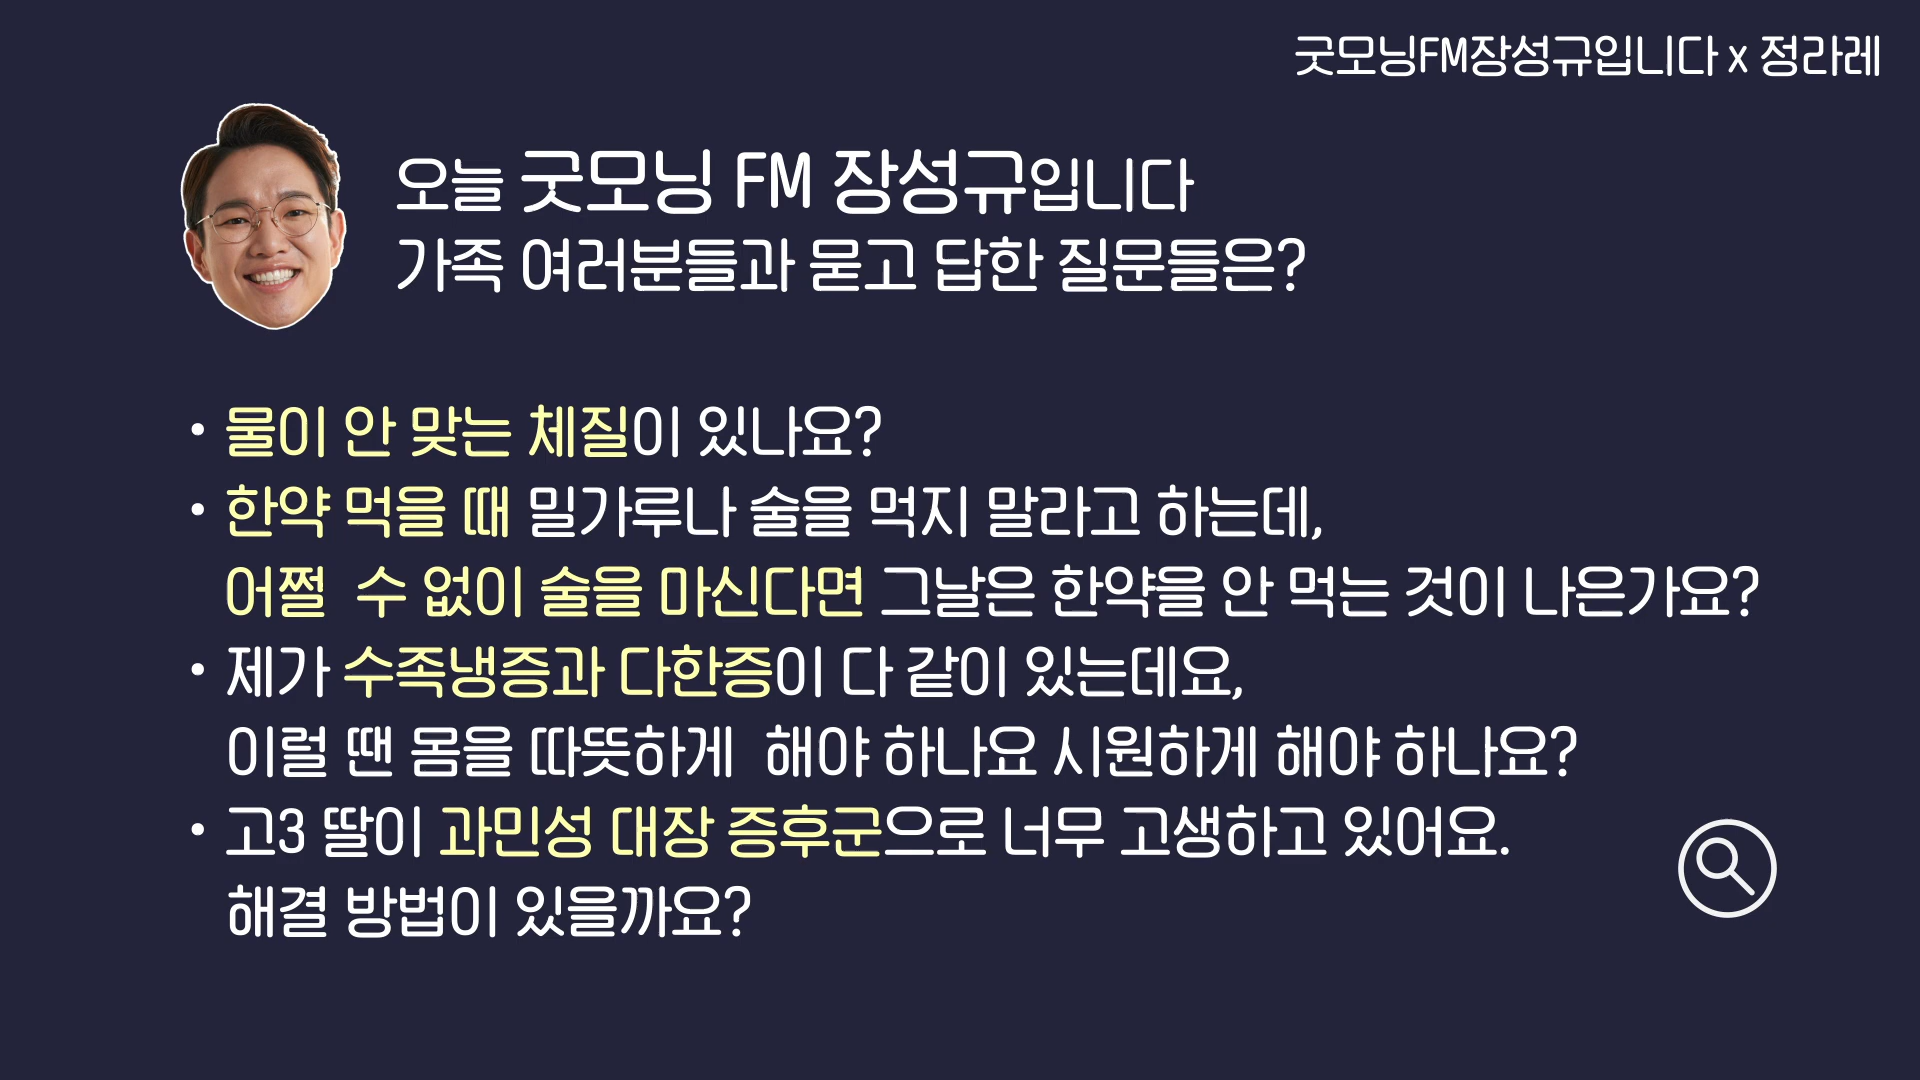 굿모닝FM장성규입니다 x 정라레
오늘 굿모닝 FM 장성규입니다
가족 여러분들과 묻고 답한 질문들은?
• 물이 안 맞는 체질이 있나요?
• 한약 먹을 때 밀가루나 술을 먹지 말라고 하는데,
어쩔 수 없이 술을 마신다면 그날은 한약을 안 먹는 것이 나은가요?
• 제가 수족냉증과 다한증이 다 같이 있는데요,
이럴 땐 몸을 따뜻하게 해야 하나요 시원하게 해야 하나요?
• 고3 딸이 과민성 대장 증후군으로 너무 고생하고 있어요.
해결 방법이 있을까요?